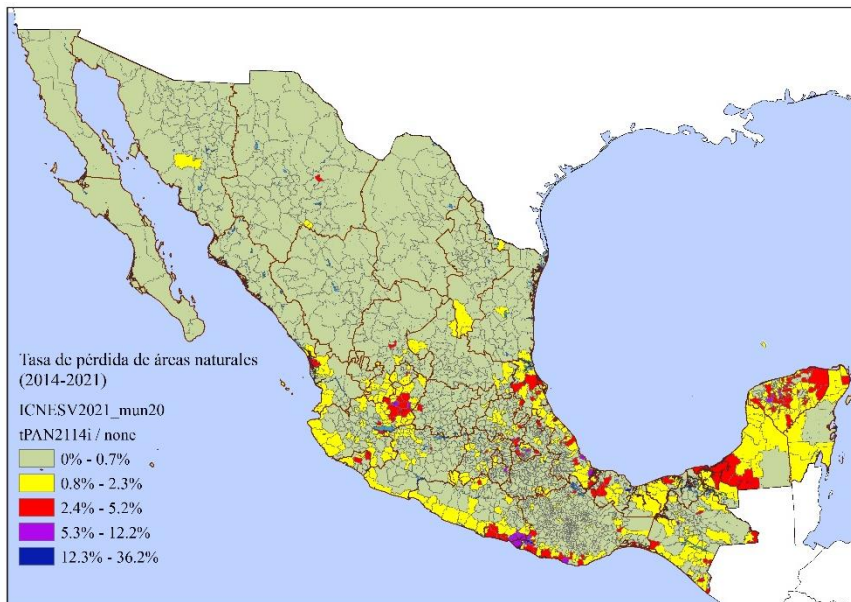 Tasa de pérdida de áreas naturales
(2014-2021)
ICNESV2021_mun20
tPAN2114i / none
0% - 0.7%
0.8% - 2.3%
2.4% - 5.2%
5.3% - 12.2%
12.3% - 36.2%